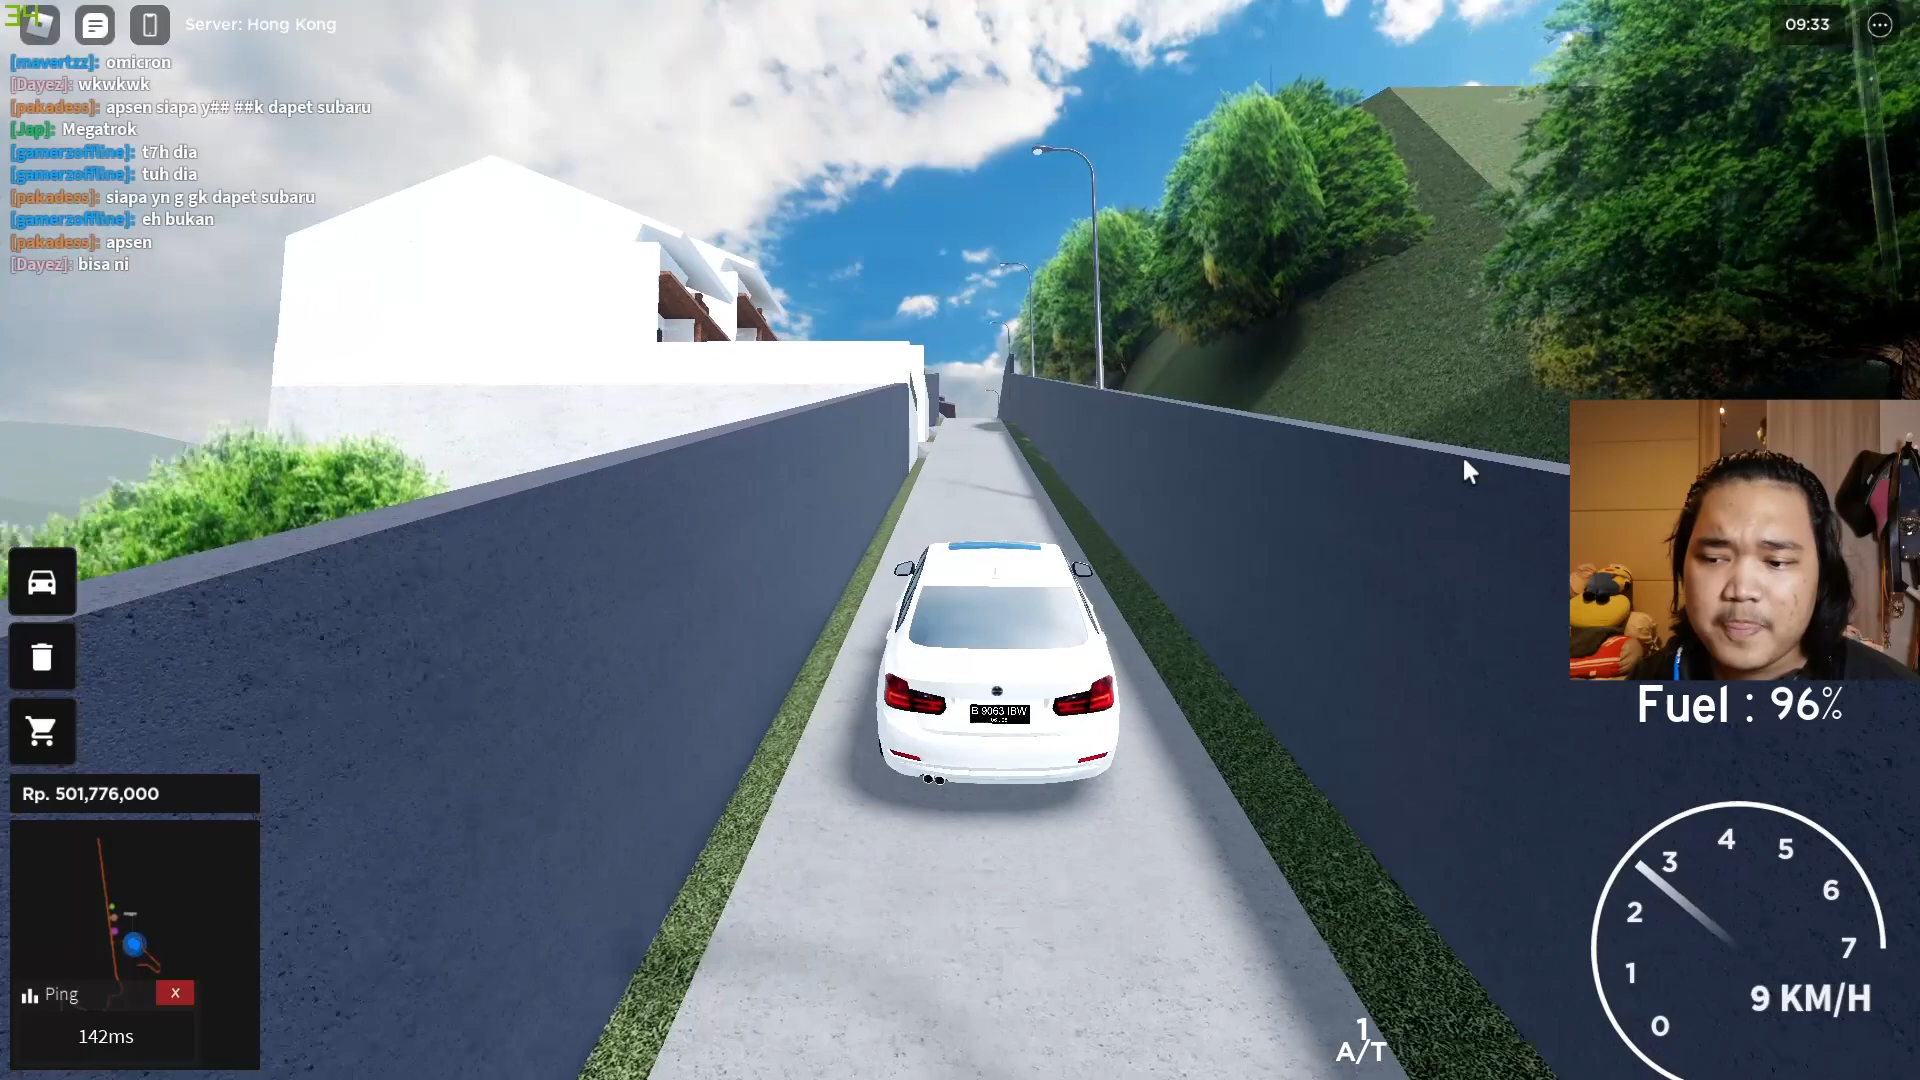 34
Server: Hong Kong
09:33
[mavertzz]: omicron
[Dayez]: wkwkwk
[pakadess]: apsen siapa y## ##k dapet subaru
[Jap]: Megatrok
[gamerzoffline]: t7h dia
[gamerzoffline]: tuh dia
[pakadess]: siapa yn g gk dapet subaru
[gamerzoffline]: eh bukan
[pakadess]: apsen
[Dayez]: bisa ni
B 9063 IBW
Fuel : 96%
Rp. 501,776,000
Ping
X
142ms
0
1
2
3
4
5
6
7
9 KM/H
1
A/T